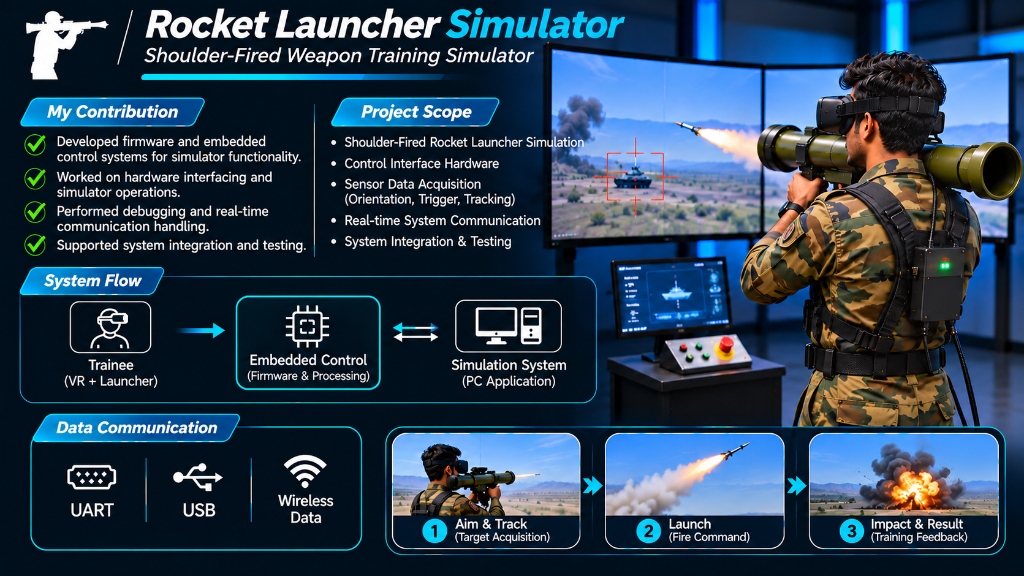 Rocket Launcher Simulator
Shoulder-Fired Weapon Training Simulator
My Contribution
Developed firmware and embedded
control systems for simulator functionality.
Worked on hardware interfacing and
simulator operations.
Performed debugging and real-time
communication handling.
Supported system integration and testing.
Project Scope
• Shoulder-Fired Rocket Launcher Simulation
• Control Interface Hardware
• Sensor Data Acquisition
(Orientation, Trigger, Tracking)
• Real-time System Communication
• System Integration & Testing
System Flow
Trainee
(VR + Launcher)
Embedded Control
(Firmware & Processing)
Simulation System
(PC Application)
Data Communication
UART
USB
Wireless
Data
1 Aim & Track
(Target Acquisition)
2 Launch
(Fire Command)
3 Impact & Result
(Training Feedback)